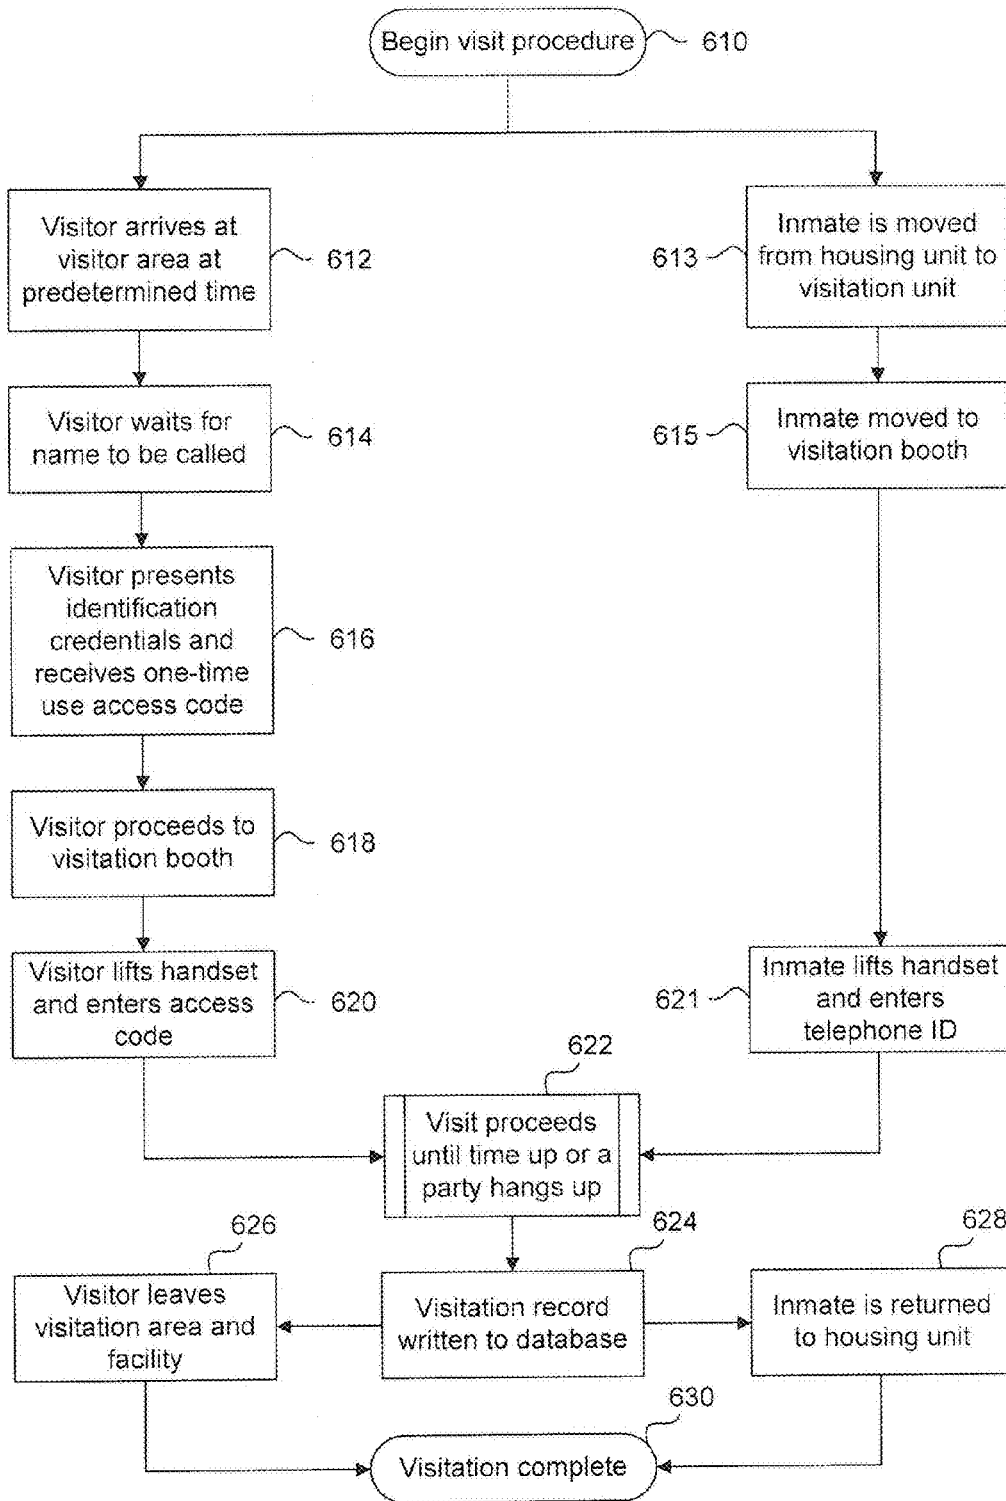 Begin visit procedure
610
Visitor arrives at
visitor area at
predetermined time
612
Inmate is moved
from housing unit to
visitation unit
613
Visitor waits for
name to be called
614
Inmate moved to
visitation booth
615
Visitor presents
identification
credentials and
receives one-time
use access code
616
Visitor proceeds to
visitation booth
618
Visitor lifts handset
and enters access
code
620
Inmate lifts handset
and enters
telephone ID
621
622
Visit proceeds
until time up or a
party hangs up
626
Visitor leaves
visitation area and
facility
624
Visitation record
written to database
628
Inmate is returned
to housing unit
630
Visitation complete